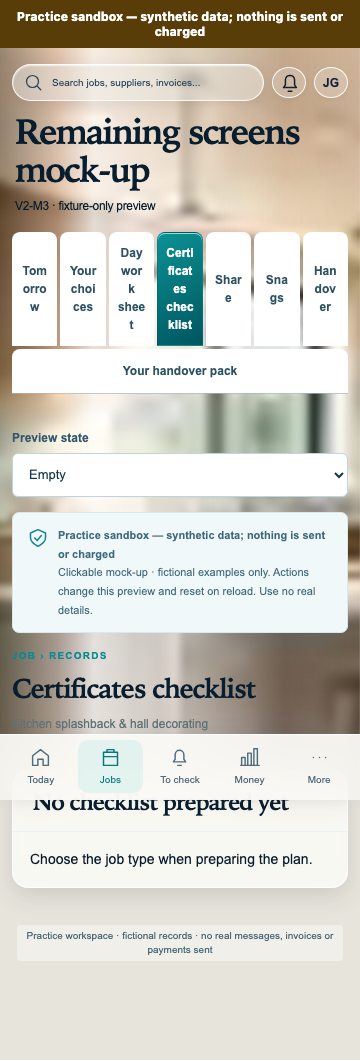 Practice sandbox — synthetic data; nothing is sent or
charged
Search jobs, suppliers, invoices...
JG
Remaining screens
mock-up
V2-M3 · fixture-only preview
Tom
orro
w
Your
choi
ces
Day
wor
k
shee
t
Certi
ficat
es
chec
klist
Shar
e
Sna
gs
Han
dov
er
Your handover pack
Preview state
Empty
Practice sandbox — synthetic data; nothing is sent
or charged
Clickable mock-up · fictional examples only. Actions
change this preview and reset on reload. Use no real
details.
JOB › RECORDS
Certificates checklist
Kitchen splashback & hall decorating
Today
Jobs
To check
Money
More
No checklist prepared yet
Choose the job type when preparing the plan.
Practice workspace · fictional records · no real messages, invoices or
payments sent